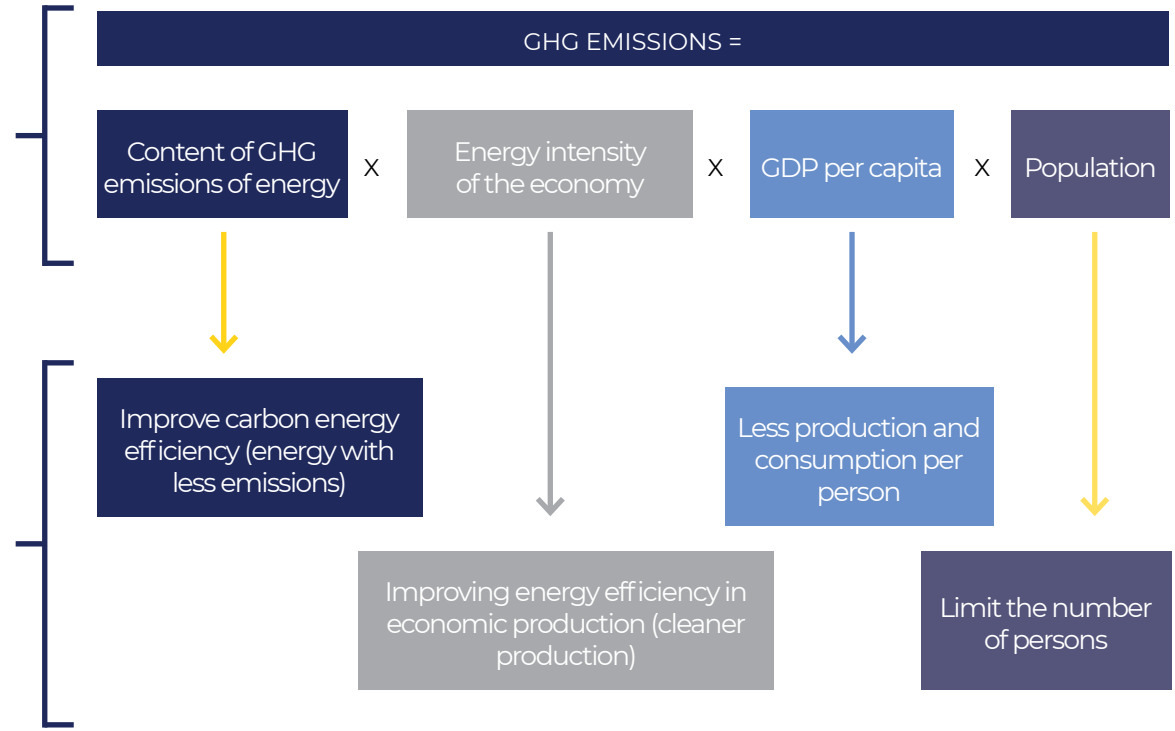 GHG EMISSIONS =
Content of GHG
emissions of energy
X
Energy intensity
of the economy
X
GDP per capita
X
Population
Improve carbon energy
efficiency (energy with
less emissions)
Less production and
consumption per
person
Improving energy efficiency in
economic production (cleaner
production)
Limit the number
of persons